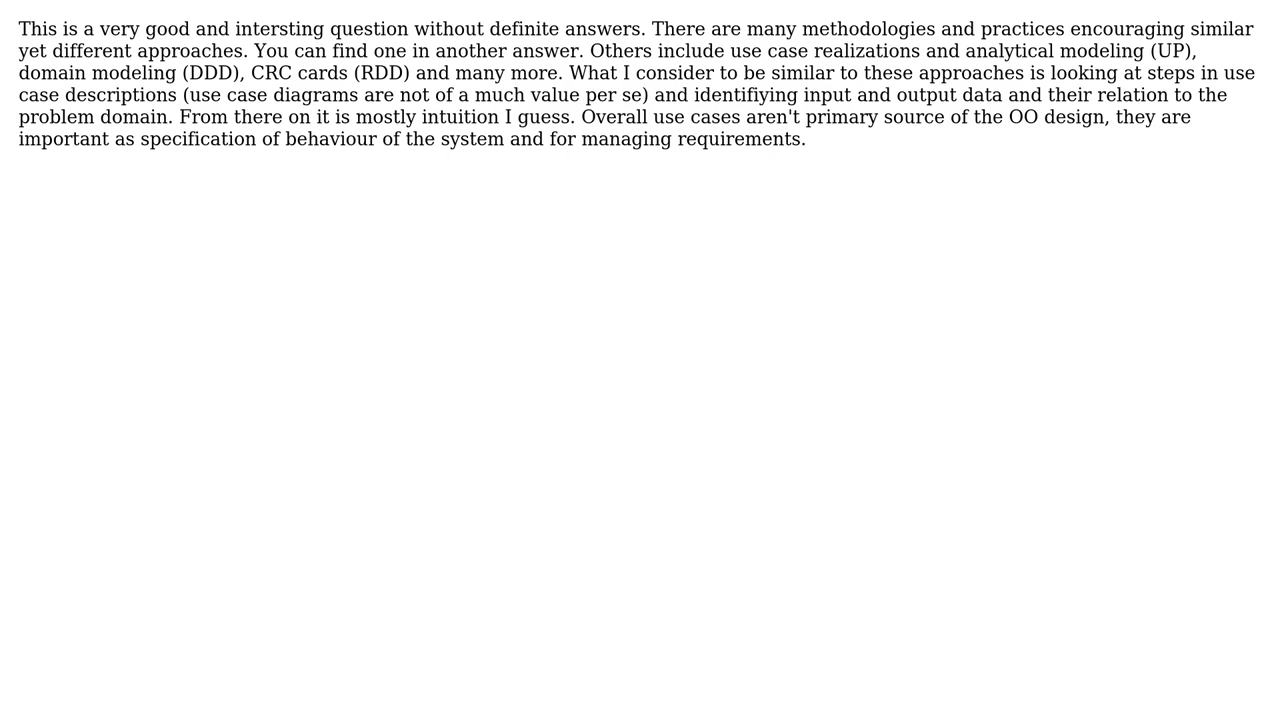 This is a very good and intersting question without definite answers. There are many methodologies and practices encouraging similar
yet different approaches. You can find one in another answer. Others include use case realizations and analytical modeling (UP),
domain modeling (DDD), CRC cards (RDD) and many more. What I consider to be similar to these approaches is looking at steps in use
case descriptions (use case diagrams are not of a much value per se) and identifiying input and output data and their relation to the
problem domain. From there on it is mostly intuition I guess. Overall use cases aren't primary source of the OO design, they are
important as specification of behaviour of the system and for managing requirements.